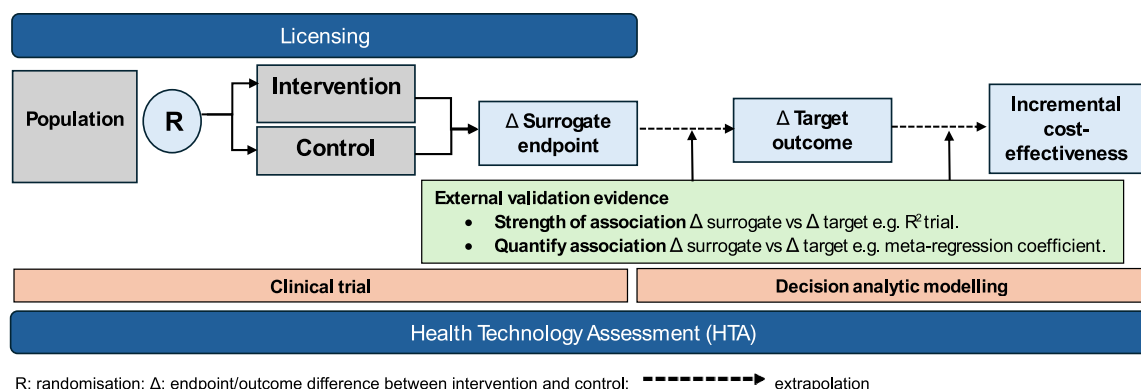 Licensing
Population
R
Intervention
Control
Δ Surrogate
endpoint
Δ Target
outcome
Incremental
cost-
effectiveness
External validation evidence
• Strength of association Δ surrogate vs Δ target e.g. R² trial.
• Quantify association Δ surrogate vs Δ target e.g. meta-regression coefficient.
Clinical trial
Decision analytic modelling
Health Technology Assessment (HTA)
R: randomisation; Δ: endpoint/outcome difference between intervention and control; extrapolation